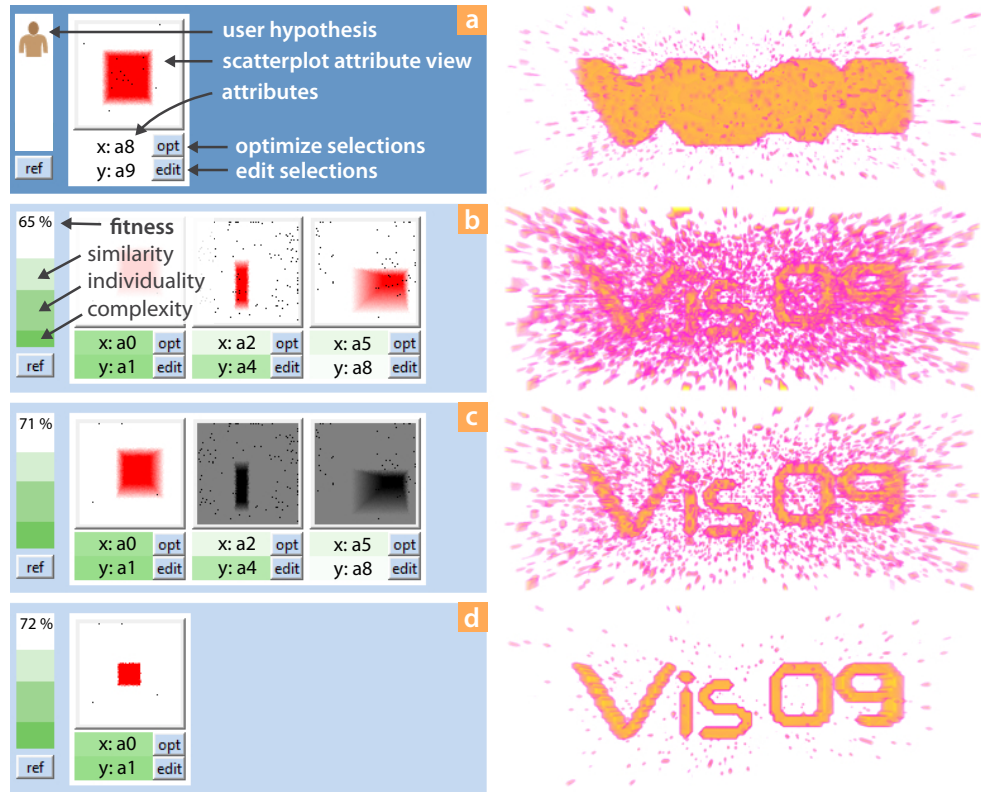 a
user hypothesis
scatterplot attribute view
attributes
x: a8 opt
optimize selections
ref
y: a9 edit
edit selections
65 %
fitness
b
similarity
individuality
complexity
x: a0 opt x: a2 opt x: a5 opt
ref y: a1 edit y: a4 edit y: a8 edit
Vis 09
71 %
c
x: a0 opt x: a2 opt x: a5 opt
ref y: a1 edit y: a4 edit y: a8 edit
Vis 09
72 %
d
x: a0 opt
ref y: a1 edit
Vis 09